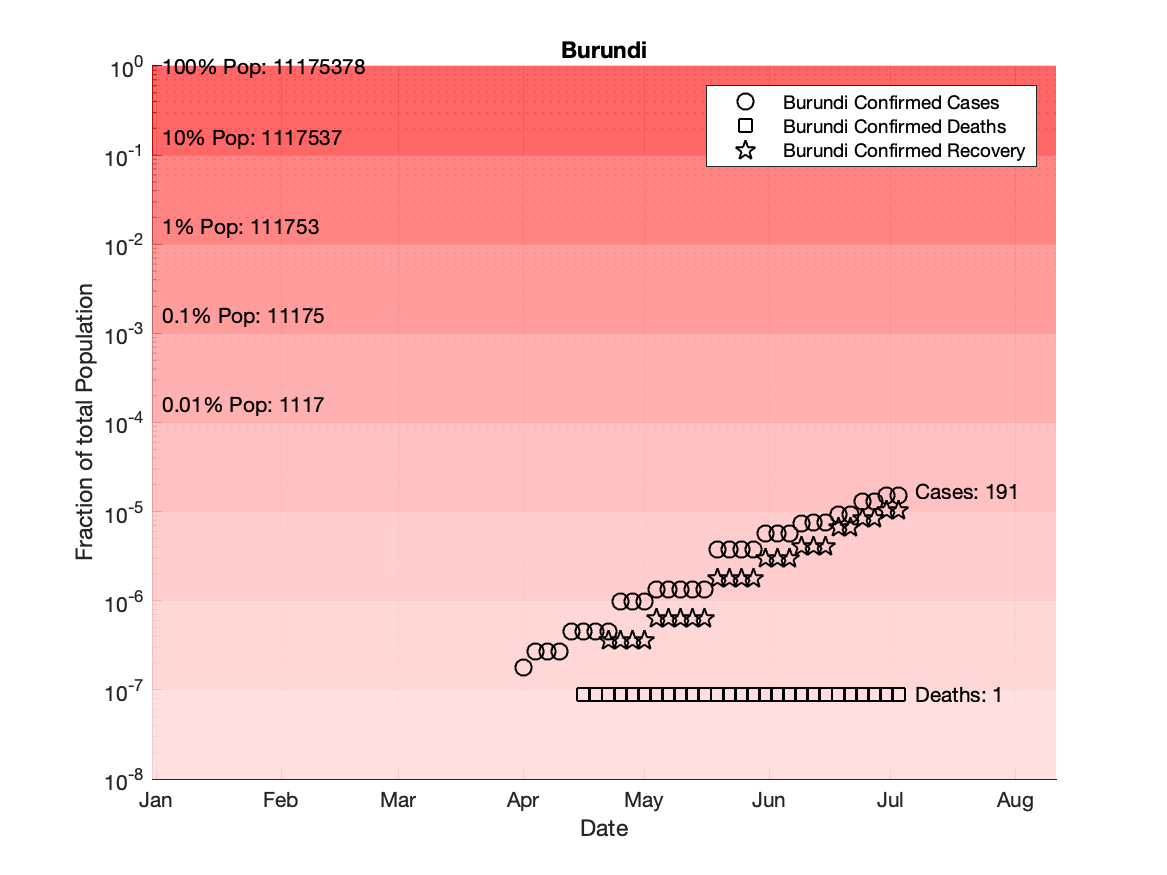 Burundi
10^0
100% Pop: 11175378
Burundi Confirmed Cases
Burundi Confirmed Deaths
Burundi Confirmed Recovery
10% Pop: 1117537
10^-1
1% Pop: 111753
10^-2
0.1% Pop: 11175
10^-3
0.01% Pop: 1117
10^-4
Cases: 191
10^-5
10^-6
10^-7
Deaths: 1
10^-8
Fraction of total Population
Jan Feb Mar Apr May Jun Jul Aug
Date